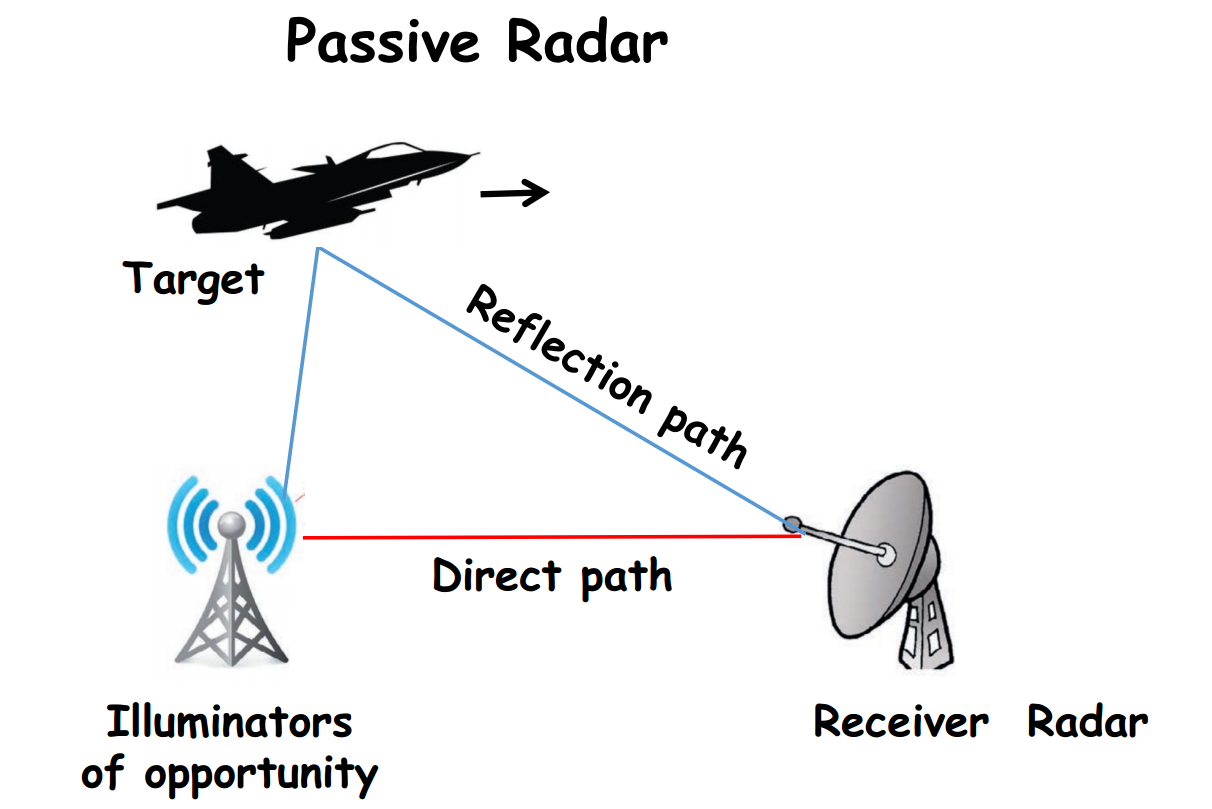 Passive Radar
Target
Reflection path
Direct path
Illuminators
of opportunity
Receiver Radar